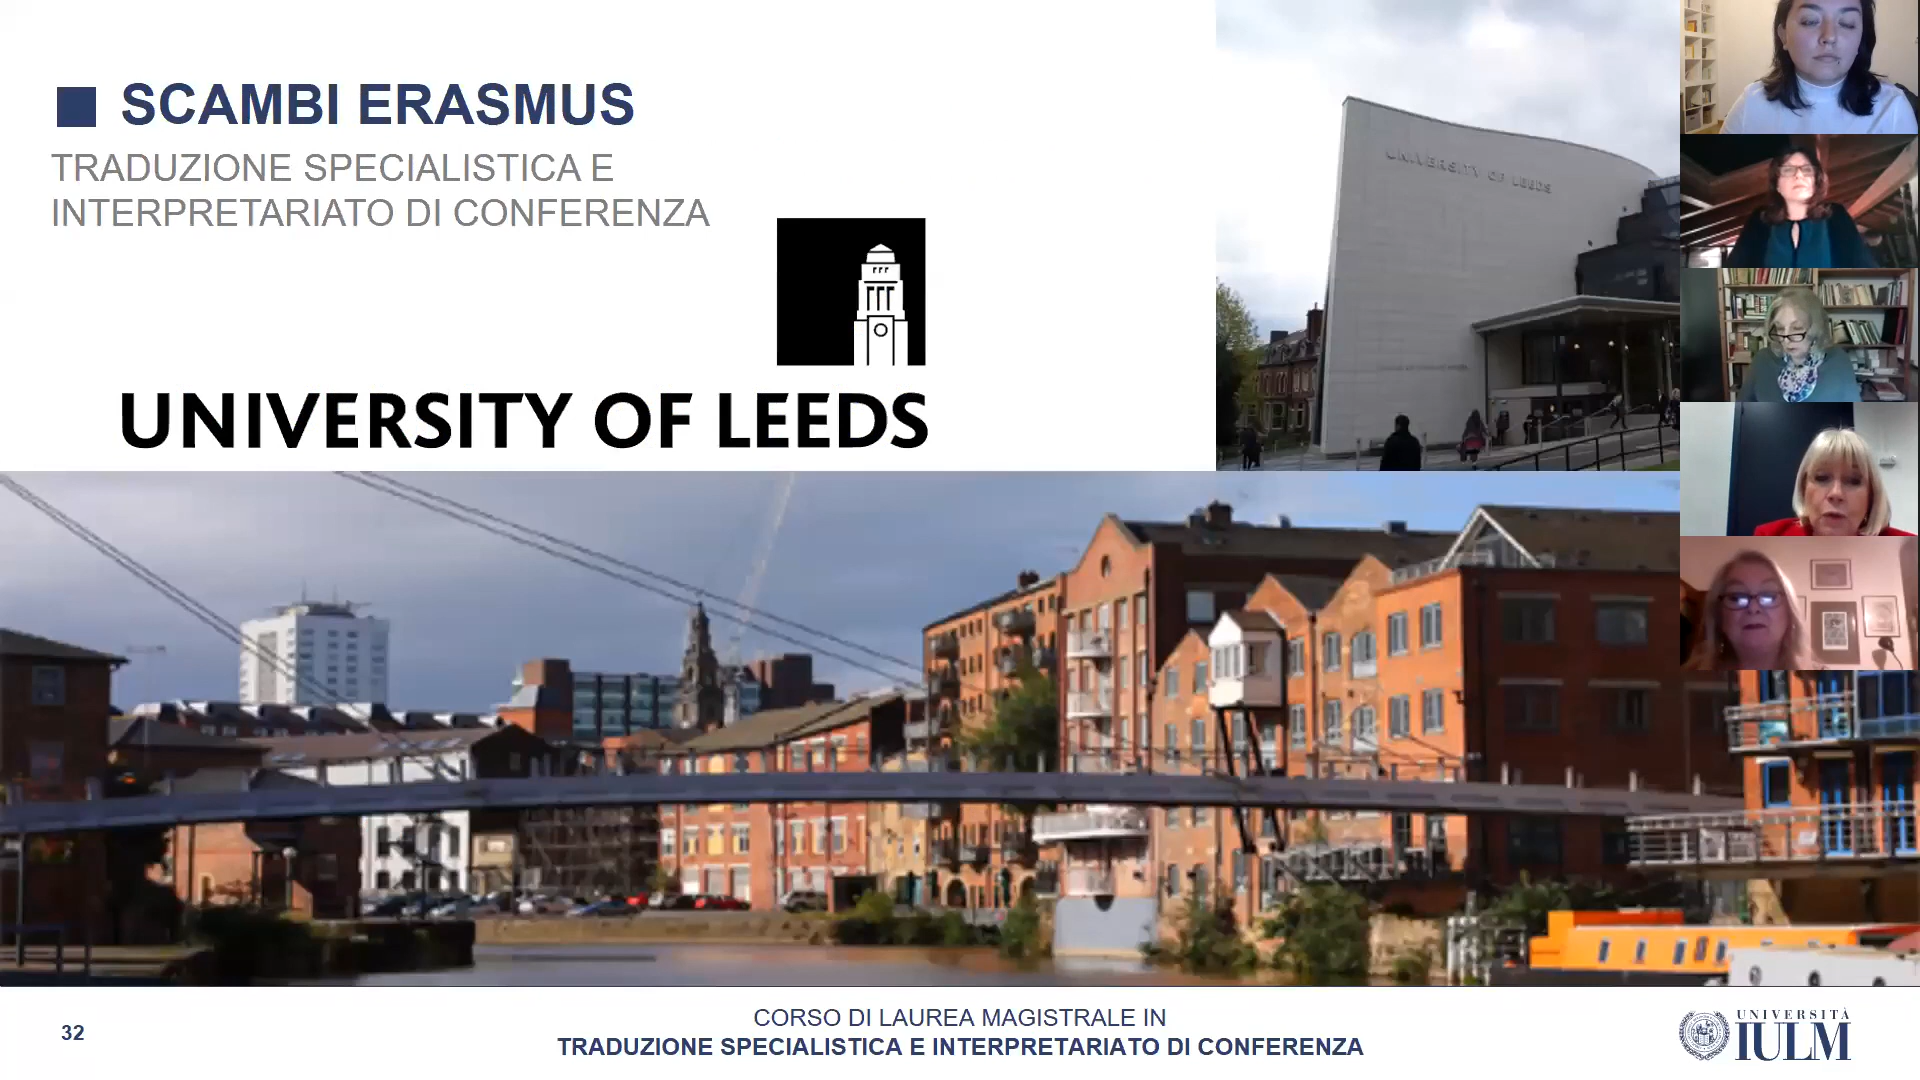 SCAMBI ERASMUS
TRADUZIONE SPECIALISTICA E
INTERPRETARIATO DI CONFERENZA
UNIVERSITY OF LEEDS
UNIVERSITY OF LEEDS
32
CORSO DI LAUREA MAGISTRALE IN
TRADUZIONE SPECIALISTICA E INTERPRETARIATO DI CONFERENZA
UNIVERSITÀ
IULM